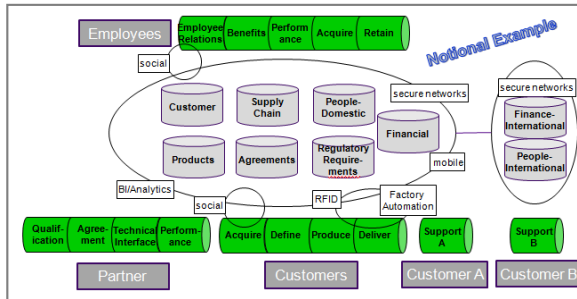 Employees
Employee
Relations
Benefits
Perform
ance
Acquire
Retain
Notional Example
social
secure networks
secure networks
Customer
Supply
Chain
People-
Domestic
Financial
Finance-
International
People-
International
Products
Agreements
Regulatory
Require-
ments
mobile
BI/Analytics
social
RFID
Factory
Automation
Qualif-
ication
Agree-
ment
Technical
Interface
Perform-
ance
Acquire
Define
Produce
Deliver
Support
A
Support
B
Partner
Customers
Customer A
Customer B